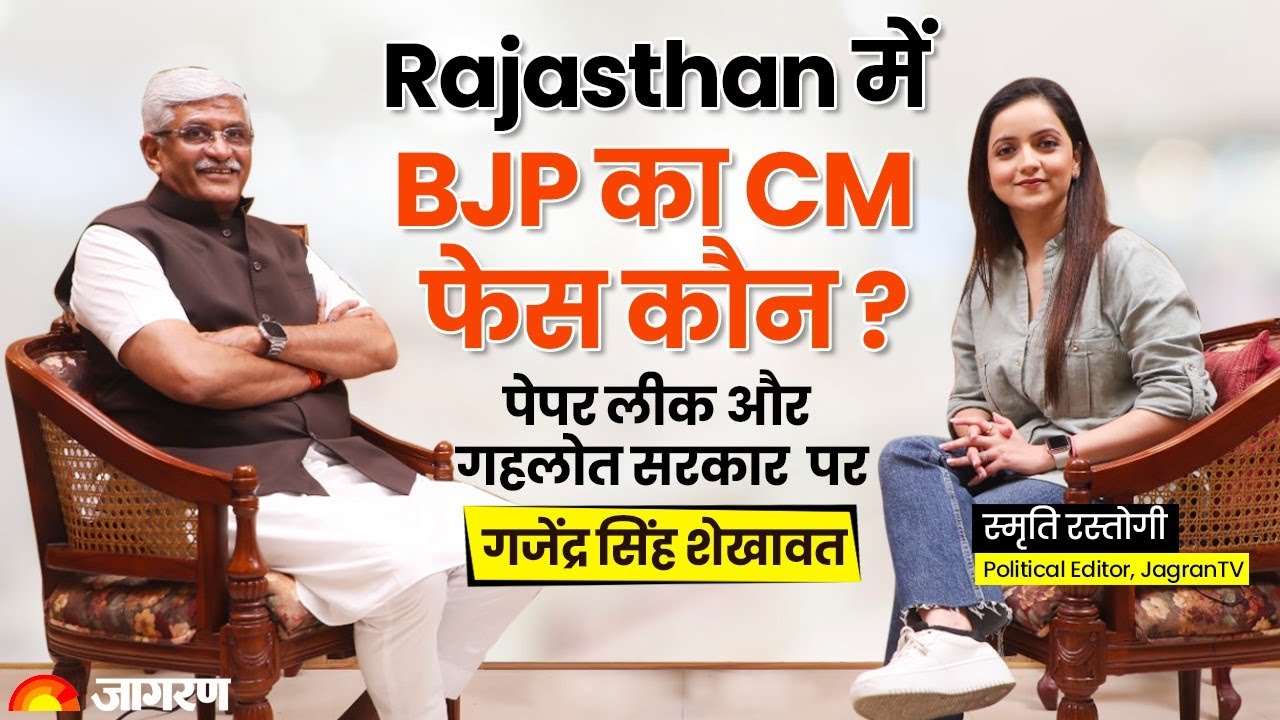 Rajasthan में
BJP का CM
फेस कौन ?
पेपर लीक और
गहलोत सरकार पर
गजेंद्र सिंह शेखावत
स्मृति रस्तोगी
Political Editor, JagranTV
जागरण